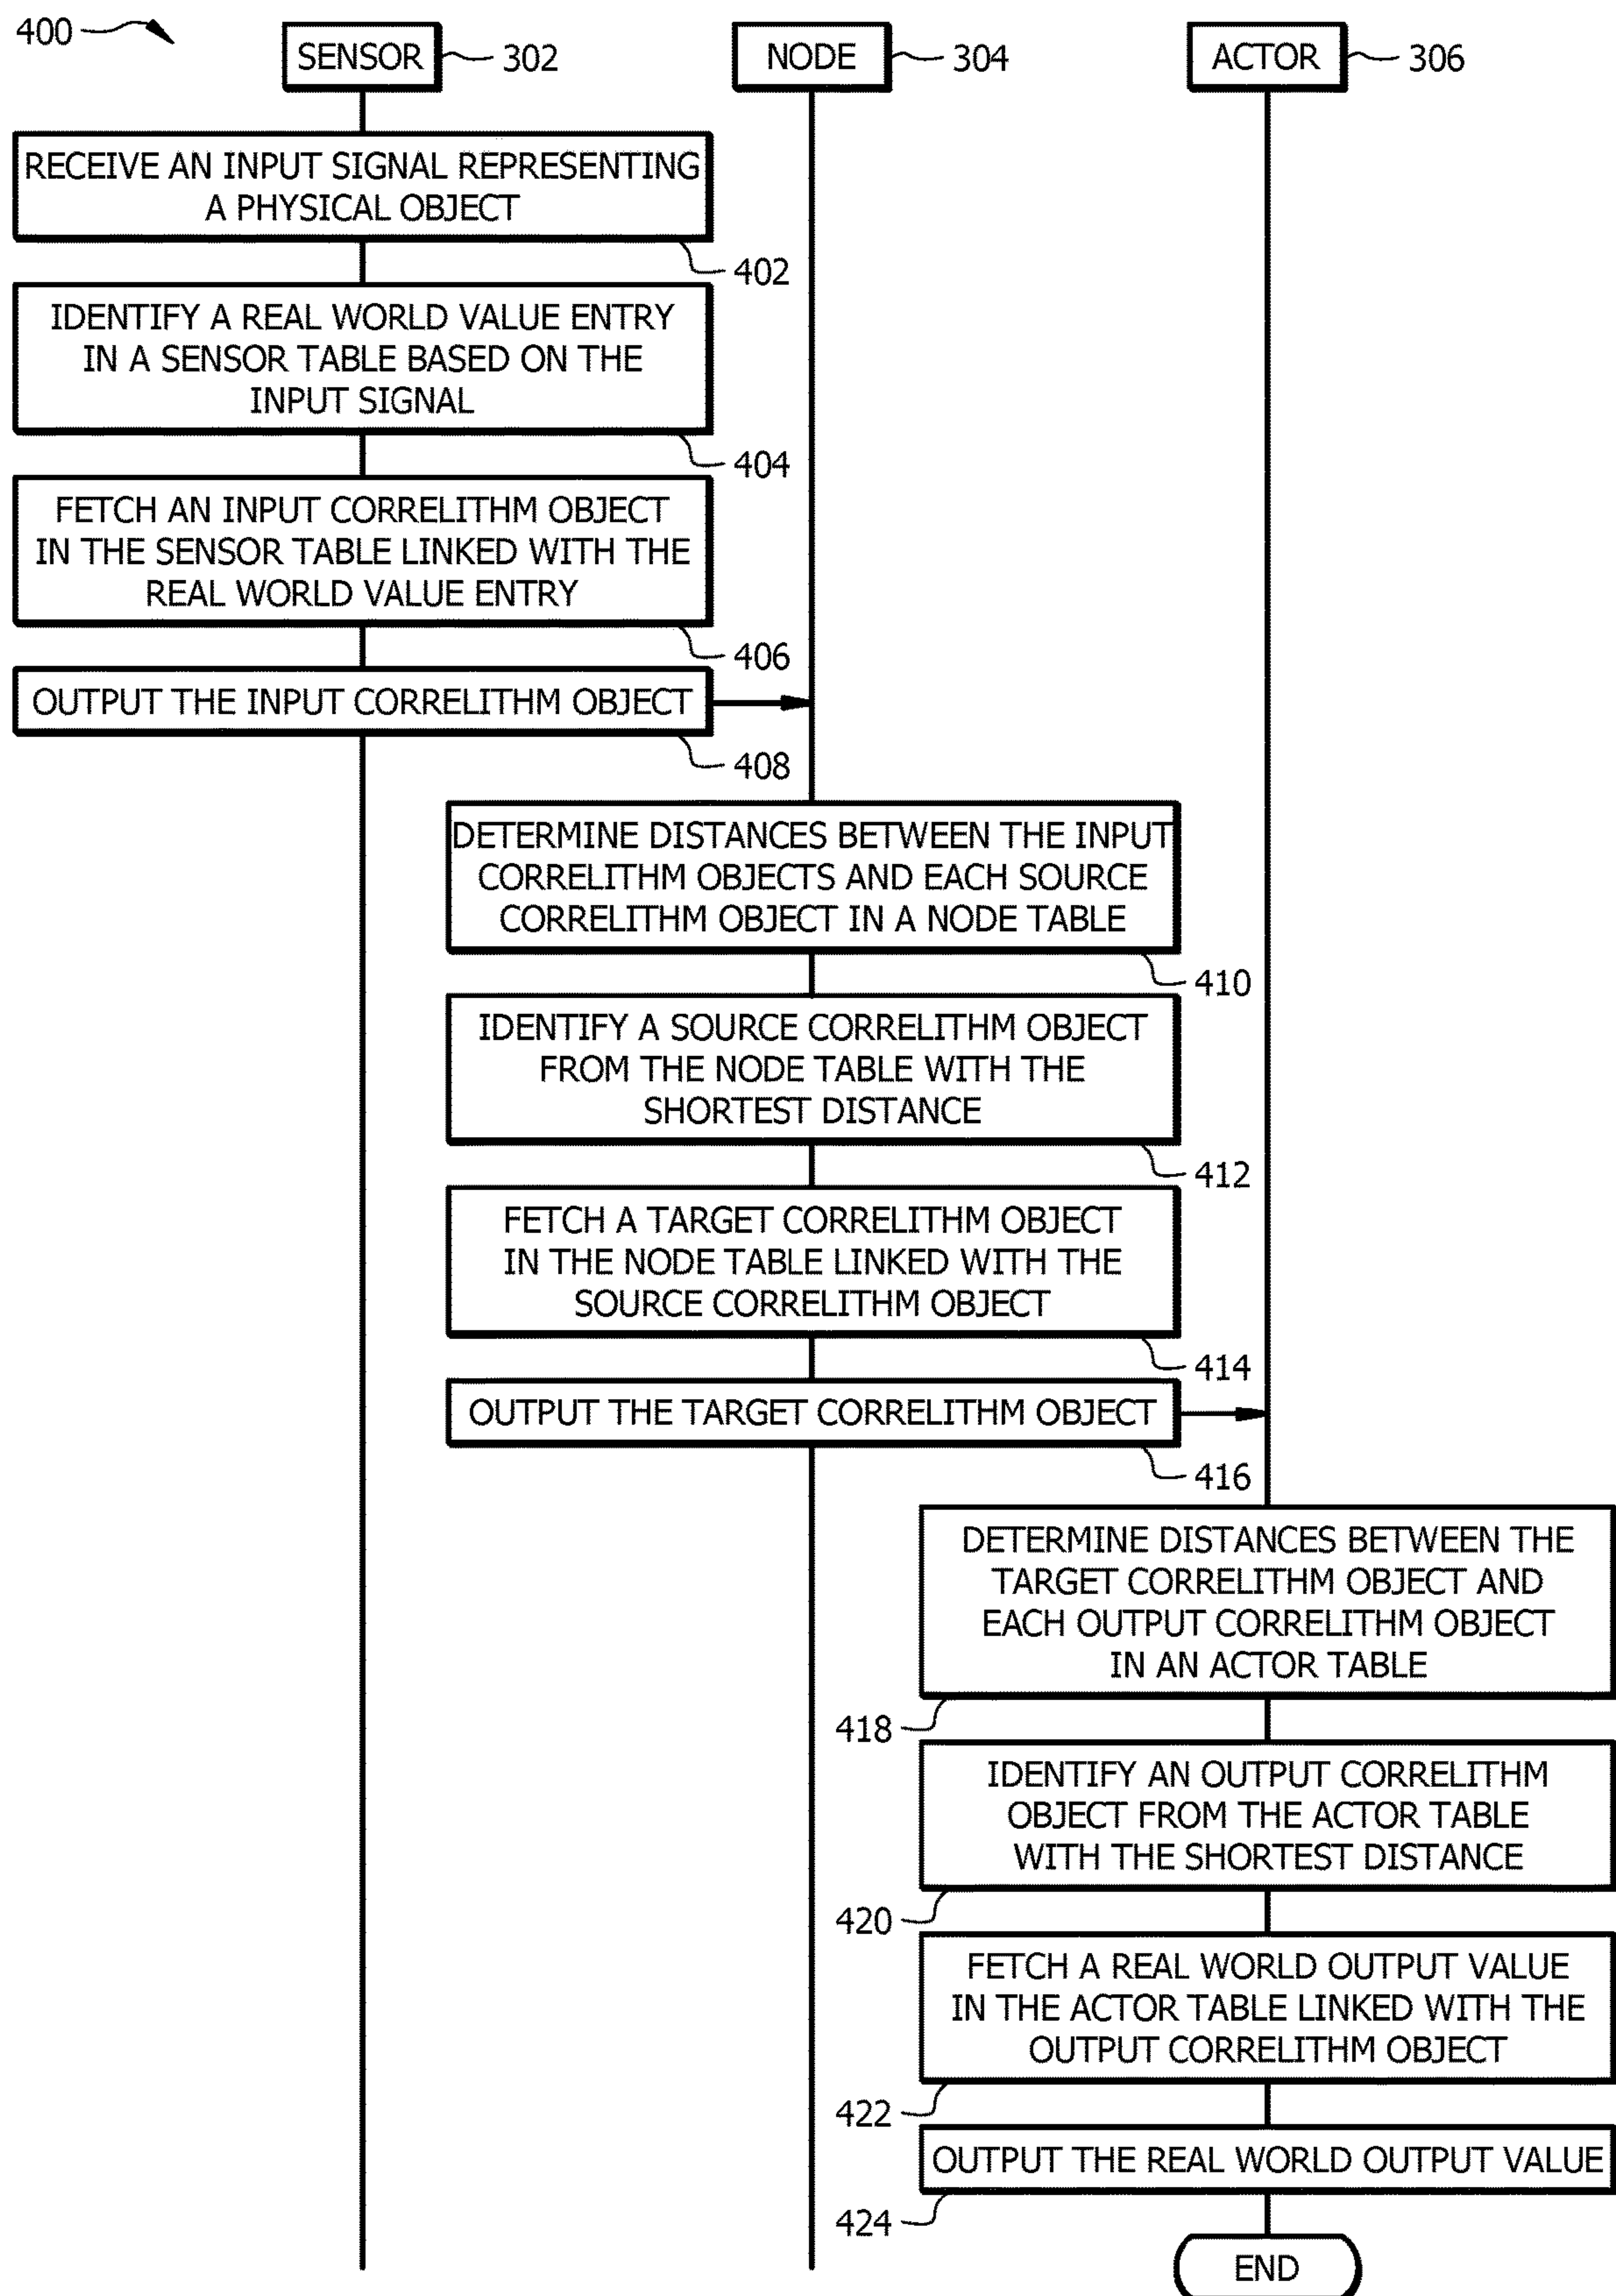 400
SENSOR
302
NODE
304
ACTOR
306
RECEIVE AN INPUT SIGNAL REPRESENTING
A PHYSICAL OBJECT
402
IDENTIFY A REAL WORLD VALUE ENTRY
IN A SENSOR TABLE BASED ON THE
INPUT SIGNAL
404
FETCH AN INPUT CORRELITHM OBJECT
IN THE SENSOR TABLE LINKED WITH THE
REAL WORLD VALUE ENTRY
406
OUTPUT THE INPUT CORRELITHM OBJECT
408
DETERMINE DISTANCES BETWEEN THE INPUT
CORRELITHM OBJECTS AND EACH SOURCE
CORRELITHM OBJECT IN A NODE TABLE
410
IDENTIFY A SOURCE CORRELITHM OBJECT
FROM THE NODE TABLE WITH THE
SHORTEST DISTANCE
412
FETCH A TARGET CORRELITHM OBJECT
IN THE NODE TABLE LINKED WITH THE
SOURCE CORRELITHM OBJECT
414
OUTPUT THE TARGET CORRELITHM OBJECT
416
DETERMINE DISTANCES BETWEEN THE
TARGET CORRELITHM OBJECT AND
EACH OUTPUT CORRELITHM OBJECT
IN AN ACTOR TABLE
418
IDENTIFY AN OUTPUT CORRELITHM
OBJECT FROM THE ACTOR TABLE
WITH THE SHORTEST DISTANCE
420
FETCH A REAL WORLD OUTPUT VALUE
IN THE ACTOR TABLE LINKED WITH THE
OUTPUT CORRELITHM OBJECT
422
OUTPUT THE REAL WORLD OUTPUT VALUE
424
END